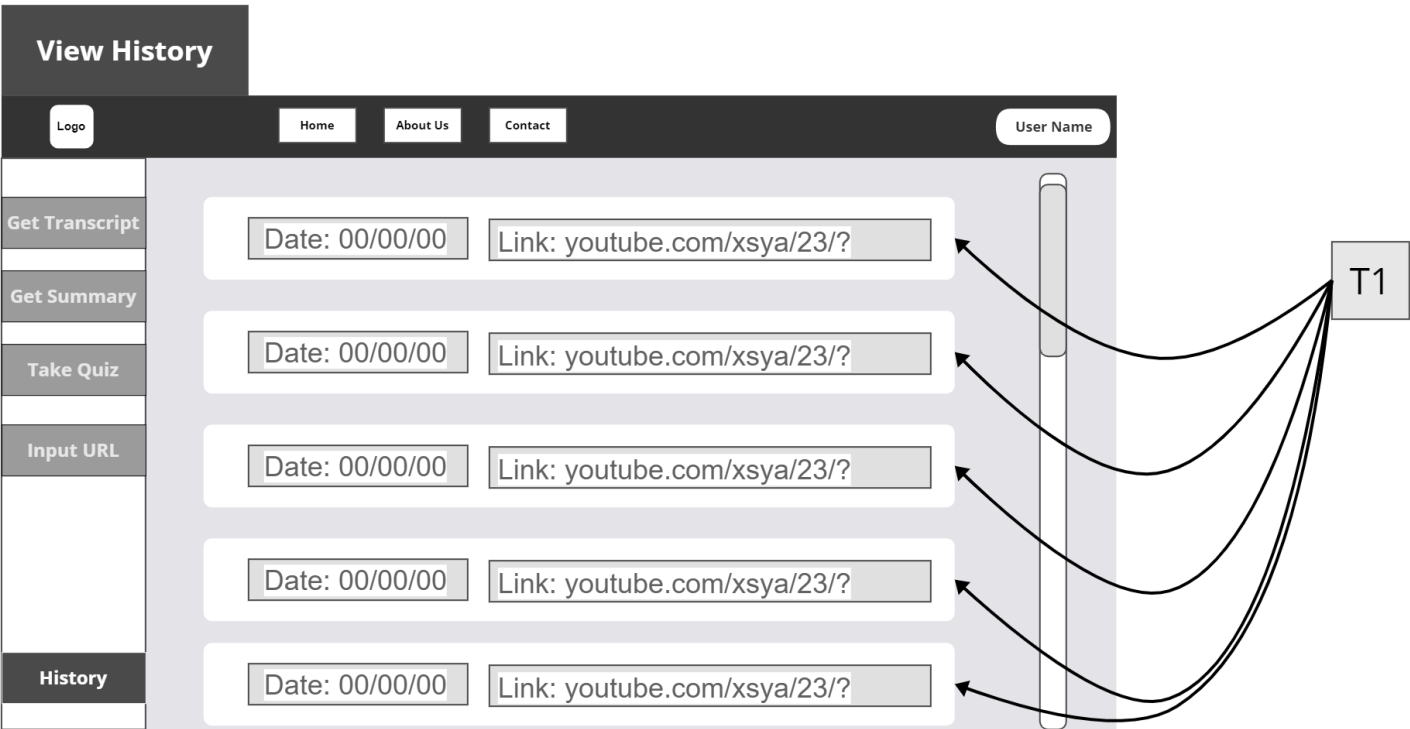 View History
Logo
Home
About Us
Contact
User Name
Get Transcript
Get Summary
Take Quiz
Input URL
History
Date: 00/00/00
Link: youtube.com/xsya/23/?
Date: 00/00/00
Link: youtube.com/xsya/23/?
Date: 00/00/00
Link: youtube.com/xsya/23/?
Date: 00/00/00
Link: youtube.com/xsya/23/?
Date: 00/00/00
Link: youtube.com/xsya/23/?
T1